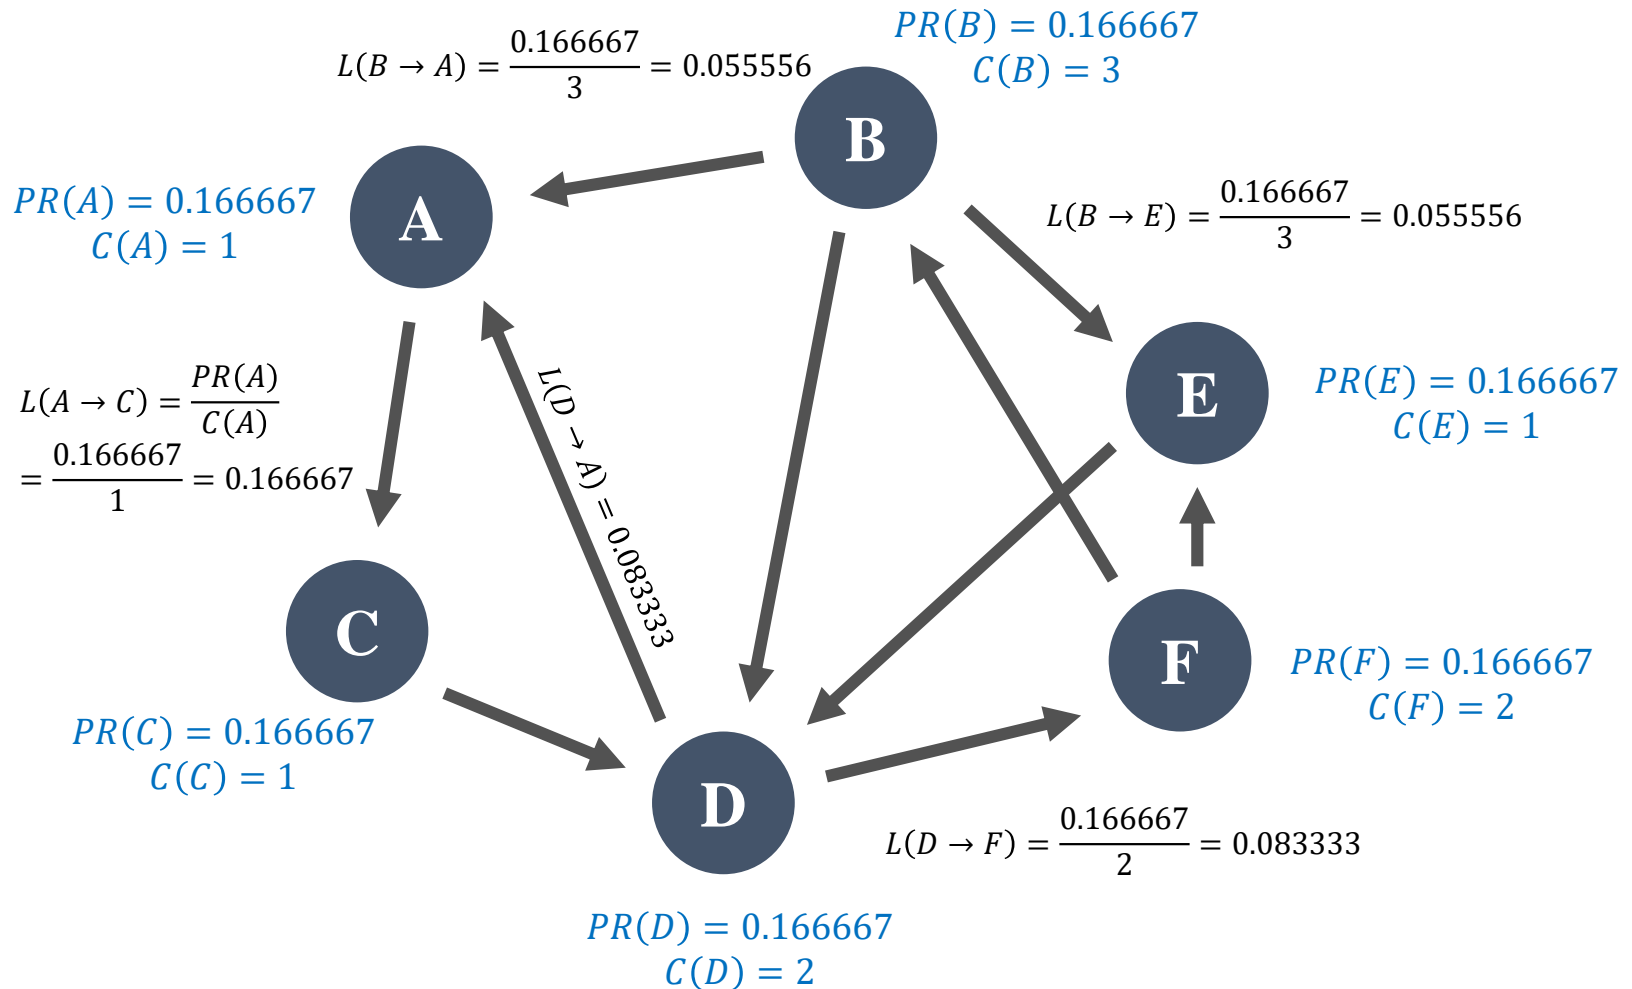 PR(B) = 0.166667
C(B) = 3
L(B → A) = 0.166667/3 = 0.055556
B
A
PR(A) = 0.166667
C(A) = 1
L(B → E) = 0.166667/3 = 0.055556
L(A → C) = PR(A)/C(A)
= 0.166667/1 = 0.166667
L(D → A) = 0.083333
E
PR(E) = 0.166667
C(E) = 1
C
PR(C) = 0.166667
C(C) = 1
F
PR(F) = 0.166667
C(F) = 2
D
L(D → F) = 0.166667/2 = 0.083333
PR(D) = 0.166667
C(D) = 2